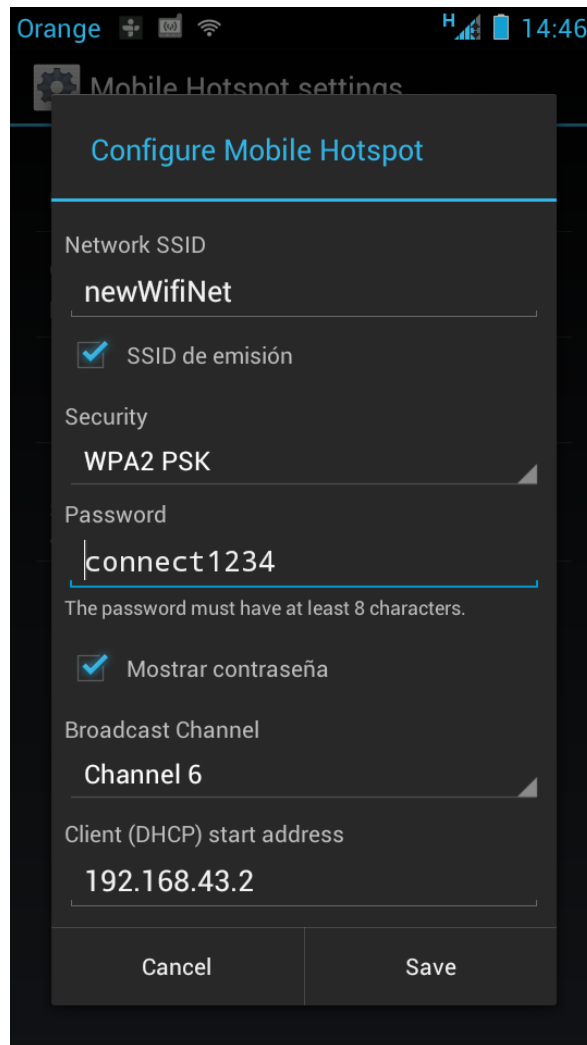 Orange H 14:46
Mobile Hotspot settings
Configure Mobile Hotspot
Network SSID
newWifiNet
SSID de emisión
Security
WPA2 PSK
Password
connect1234
The password must have at least 8 characters.
Mostrar contraseña
Broadcast Channel
Channel 6
Client (DHCP) start address
192.168.43.2
Cancel Save